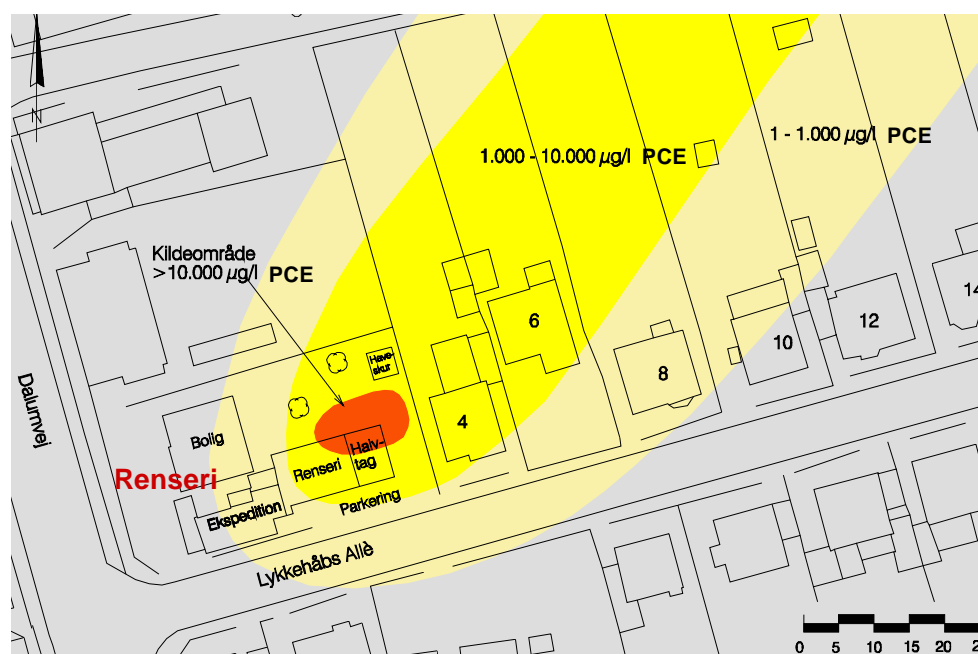 N
1 - 1.000 µg/l PCE
1.000 - 10.000 µg/l PCE
Kildeområde
>10.000 µg/l PCE
14
12
10
6
8
4
Have-
skur
Dalumvej
Bolig
Renseri
Renseri
Halv-
tag
Ekspedition
Parkering
Lykkehåbs Allè
0 5 10 15 20